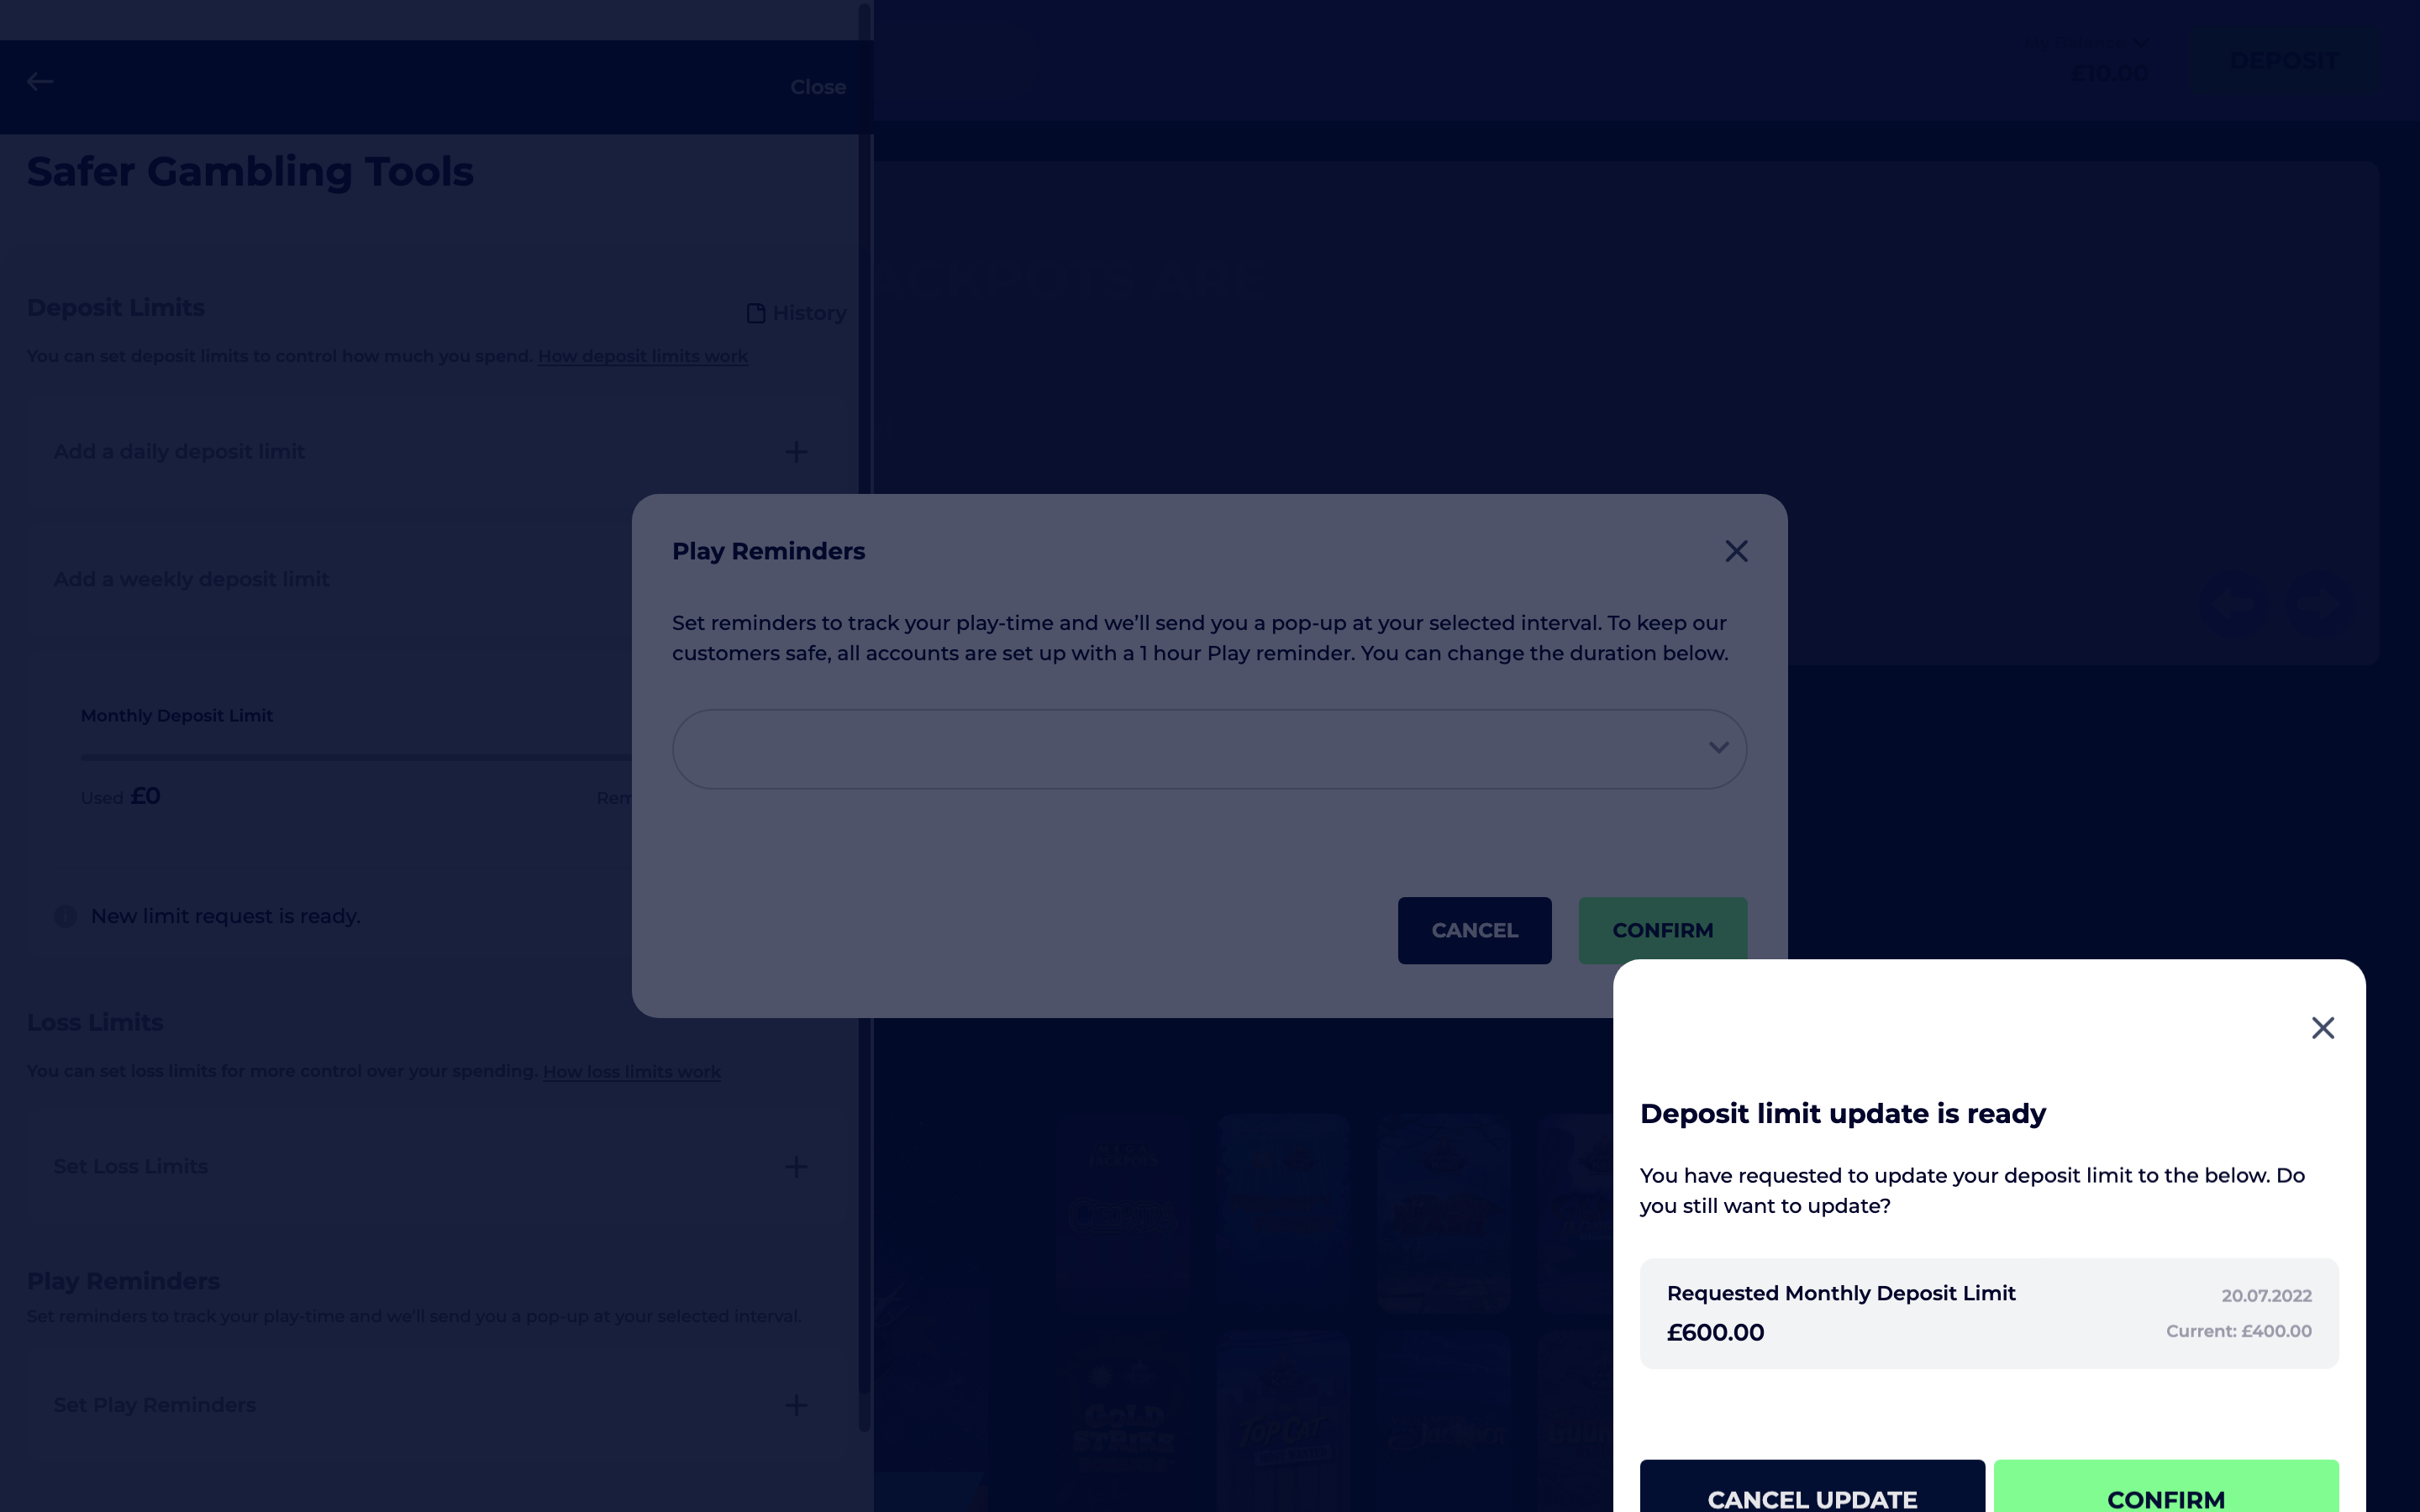 Close
£10.00
DEPOSIT
Safer Gambling Tools
ACKPOTS ARE
Deposit Limits
History
You can set deposit limits to control how much you spend. How deposit limits work
Add a daily deposit limit
Add a weekly deposit limit
Monthly Deposit Limit
Used £0
Rem
New limit request is ready.
Loss Limits
You can set loss limits for more control over your spending. How loss limits work
Set Loss Limits
Play Reminders
Set reminders to track your play-time and we'll send you a pop-up at your selected interval.
Set Play Reminders
Play Reminders
Set reminders to track your play-time and we’ll send you a pop-up at your selected interval. To keep our
customers safe, all accounts are set up with a 1 hour Play reminder. You can change the duration below.
CANCEL
CONFIRM
GOLD
STRIKE
TOP CAT
Deposit limit update is ready
You have requested to update your deposit limit to the below. Do
you still want to update?
Requested Monthly Deposit Limit
20.07.2022
£600.00
Current: £400.00
CANCEL UPDATE
CONFIRM